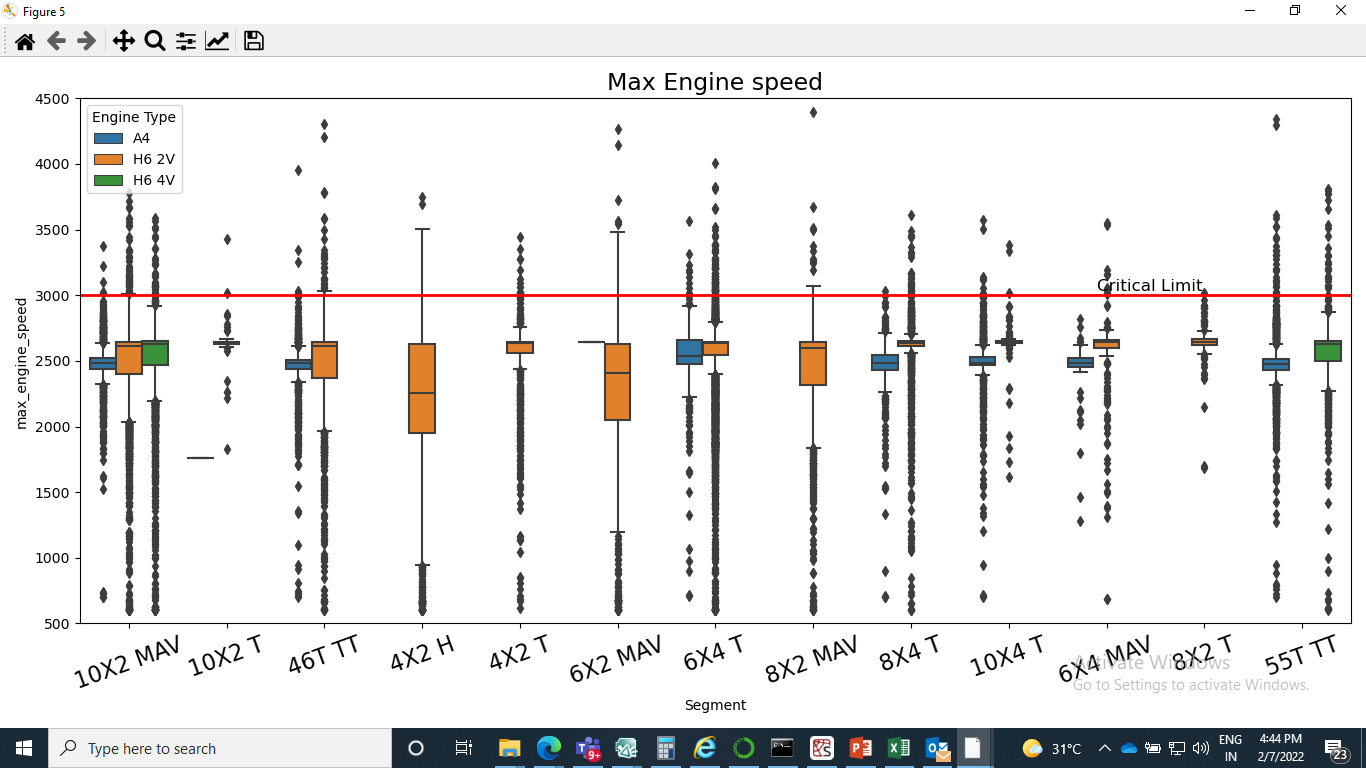 Figure 5
Max Engine speed
4500
4000
3500
3000
2500
2000
1500
1000
500
max_engine_speed
Engine Type
A4
H6 2V
H6 4V
Critical Limit
10X2 MAV
10X2 T
46T TT
4X2 H
4X2 T
6X2 MAV
6X4 T
8X2 MAV
8X4 T
10X4 T
6X4 MAV
8X2 T
55T TT
Segment
Activate Windows
Go to Settings to activate Windows.
Type here to search
9+
31°C
ENG
IN
4:44 PM
2/7/2022
23